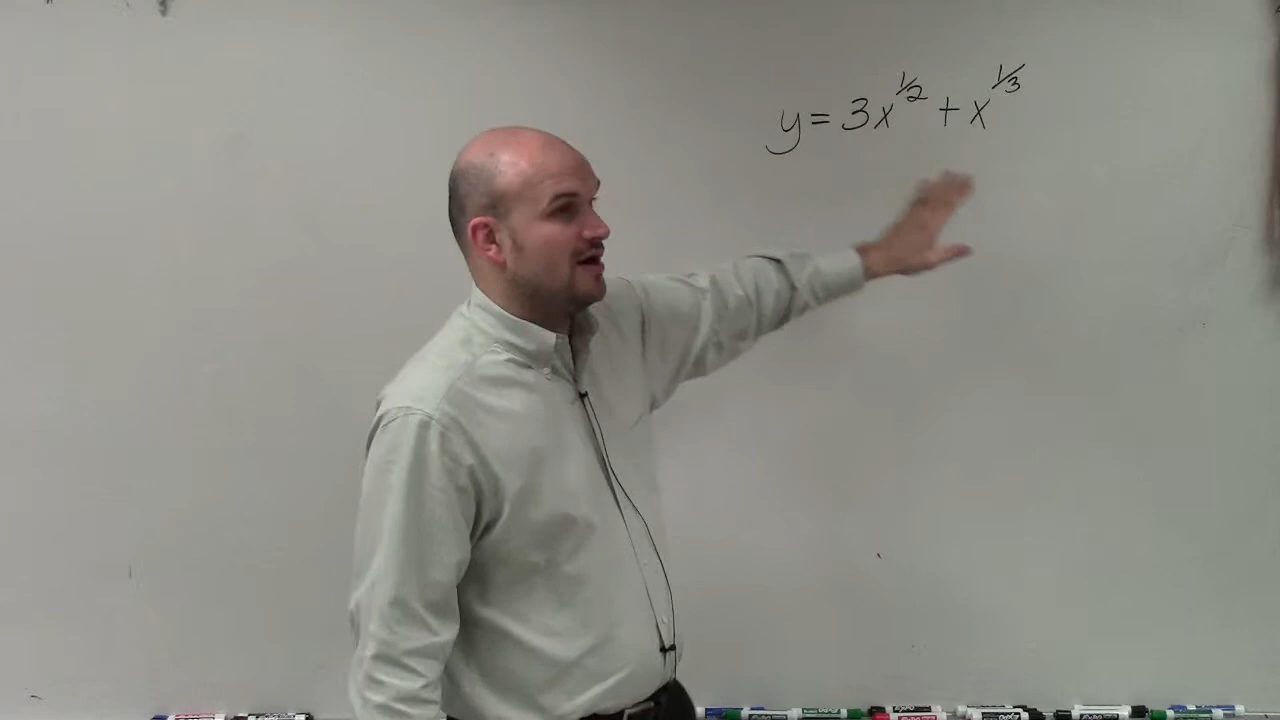 y = 3x^{1/2} + x^{1/3}